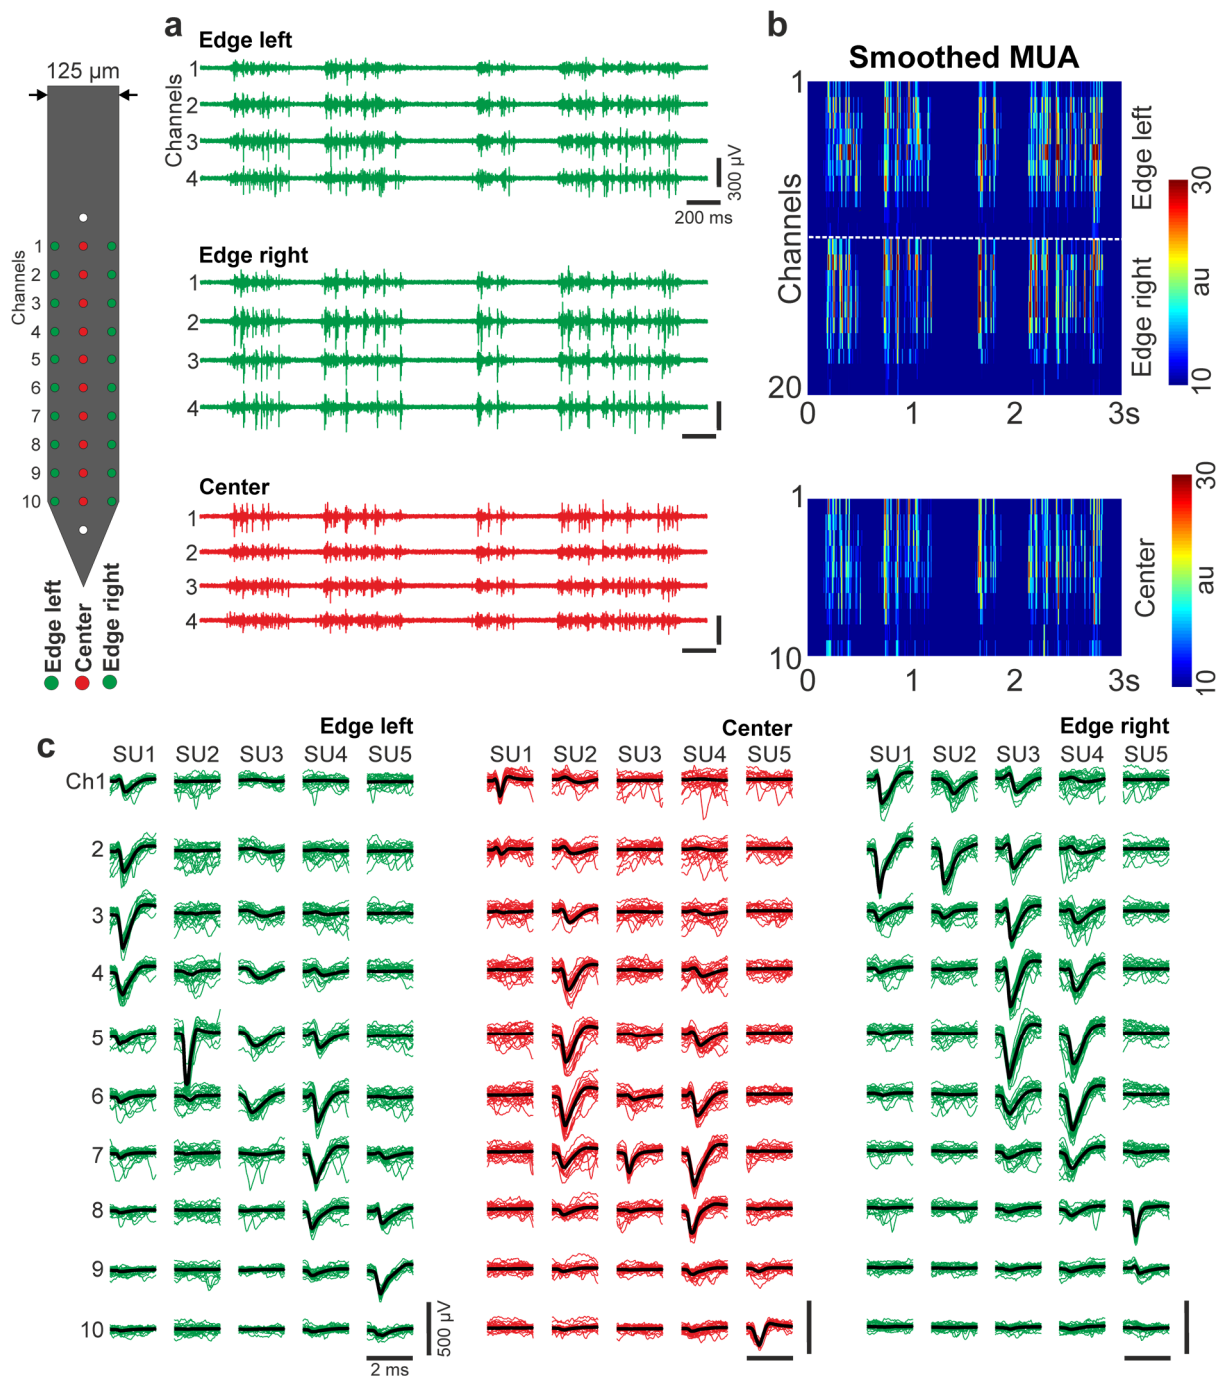 a
b
125 µm
Channels
1
2
3
4
5
6
7
8
9
10
Edge left
Center
Edge right
Edge left
Channels
1
2
3
4
300 µV
200 ms
Edge right
1
2
3
4
Center
1
2
3
4
Smoothed MUA
Channels
1
20
Edge left
Edge right
0 1 2 3s
30
au
10
1
10
Center
0 1 2 3s
30
au
10
c
Edge left
SU1 SU2 SU3 SU4 SU5
Center
SU1 SU2 SU3 SU4 SU5
Edge right
SU1 SU2 SU3 SU4 SU5
Ch1
2
3
4
5
6
7
8
9
10
500 µV
2 ms